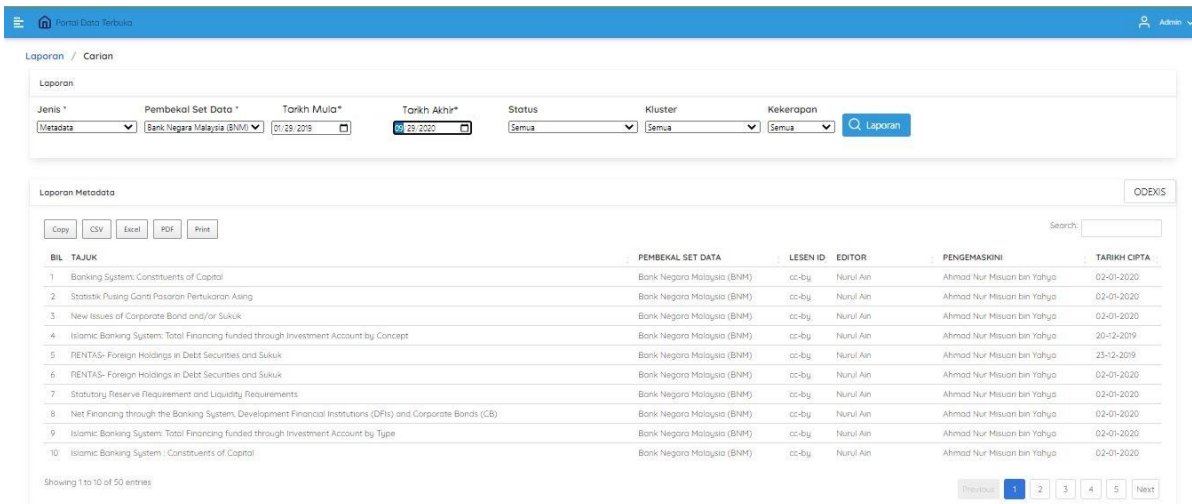 Portal Data Terbuka Admin
Laporan / Carian
Laporan
Jenis * Pembekal Set Data * Tarikh Mula* Tarikh Akhir* Status Kluster Kekerapan
Metadata Bank Negara Malaysia (BNM) 01/29/2019 09/29/2020 Semua Semua Semua Laporan
Laporan Metadata ODEXIS
Copy CSV Excel PDF Print Search:
BIL TAJUK PEMBEKAL SET DATA LESEN ID EDITOR PENGEMASKINI TARIKH CIPTA
1 Banking System: Constituents of Capital Bank Negara Malaysia (BNM) cc-by Nurul Ain Ahmad Nur Misuari bin Yahya 02-01-2020
2 Statistik Pusing Ganti Pasaran Pertukaran Asing Bank Negara Malaysia (BNM) cc-by Nurul Ain Ahmad Nur Misuari bin Yahya 02-01-2020
3 New Issues of Corporate Bond and/or Sukuk Bank Negara Malaysia (BNM) cc-by Nurul Ain Ahmad Nur Misuari bin Yahya 02-01-2020
4 Islamic Banking System: Total Financing funded through Investment Account by Concept Bank Negara Malaysia (BNM) cc-by Nurul Ain Ahmad Nur Misuari bin Yahya 20-12-2019
5 RENTAS- Foreign Holdings in Debt Securities and Sukuk Bank Negara Malaysia (BNM) cc-by Nurul Ain Ahmad Nur Misuari bin Yahya 23-12-2019
6 RENTAS- Foreign Holdings in Debt Securities and Sukuk Bank Negara Malaysia (BNM) cc-by Nurul Ain Ahmad Nur Misuari bin Yahya 02-01-2020
7 Statutory Reserve Requirement and Liquidity Requirements Bank Negara Malaysia (BNM) cc-by Nurul Ain Ahmad Nur Misuari bin Yahya 02-01-2020
8 Net Financing through the Banking System, Development Financial Institutions (DFIs) and Corporate Bonds (CB) Bank Negara Malaysia (BNM) cc-by Nurul Ain Ahmad Nur Misuari bin Yahya 02-01-2020
9 Islamic Banking System: Total Financing funded through Investment Account by Type Bank Negara Malaysia (BNM) cc-by Nurul Ain Ahmad Nur Misuari bin Yahya 02-01-2020
10 Islamic Banking System : Constituents of Capital Bank Negara Malaysia (BNM) cc-by Nurul Ain Ahmad Nur Misuari bin Yahya 02-01-2020
Showing 1 to 10 of 50 entries Previous 1 2 3 4 5 Next